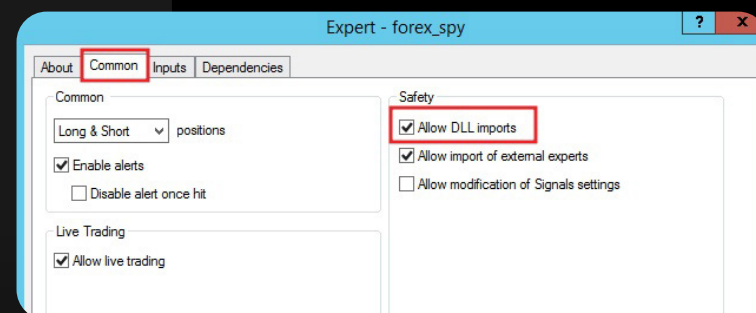 Expert - forex_spy
? x
About Common Inputs Dependencies
Common
Long & Short positions
Enable alerts
Disable alert once hit
Live Trading
Allow live trading
Safety
Allow DLL imports
Allow import of external experts
Allow modification of Signals settings